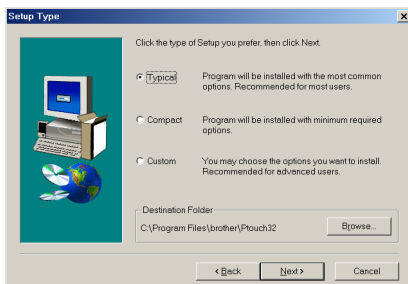 Setup Type
Click the type of Setup you prefer, then click Next.
Typical Program will be installed with the most common
options. Recommended for most users.
Compact Program will be installed with minimum required
options.
Custom You may choose the options you want to install.
Recommended for advanced users.
Destination Folder
C:\Program Files\brother\Ptouch32 Browse...
< Back Next > Cancel